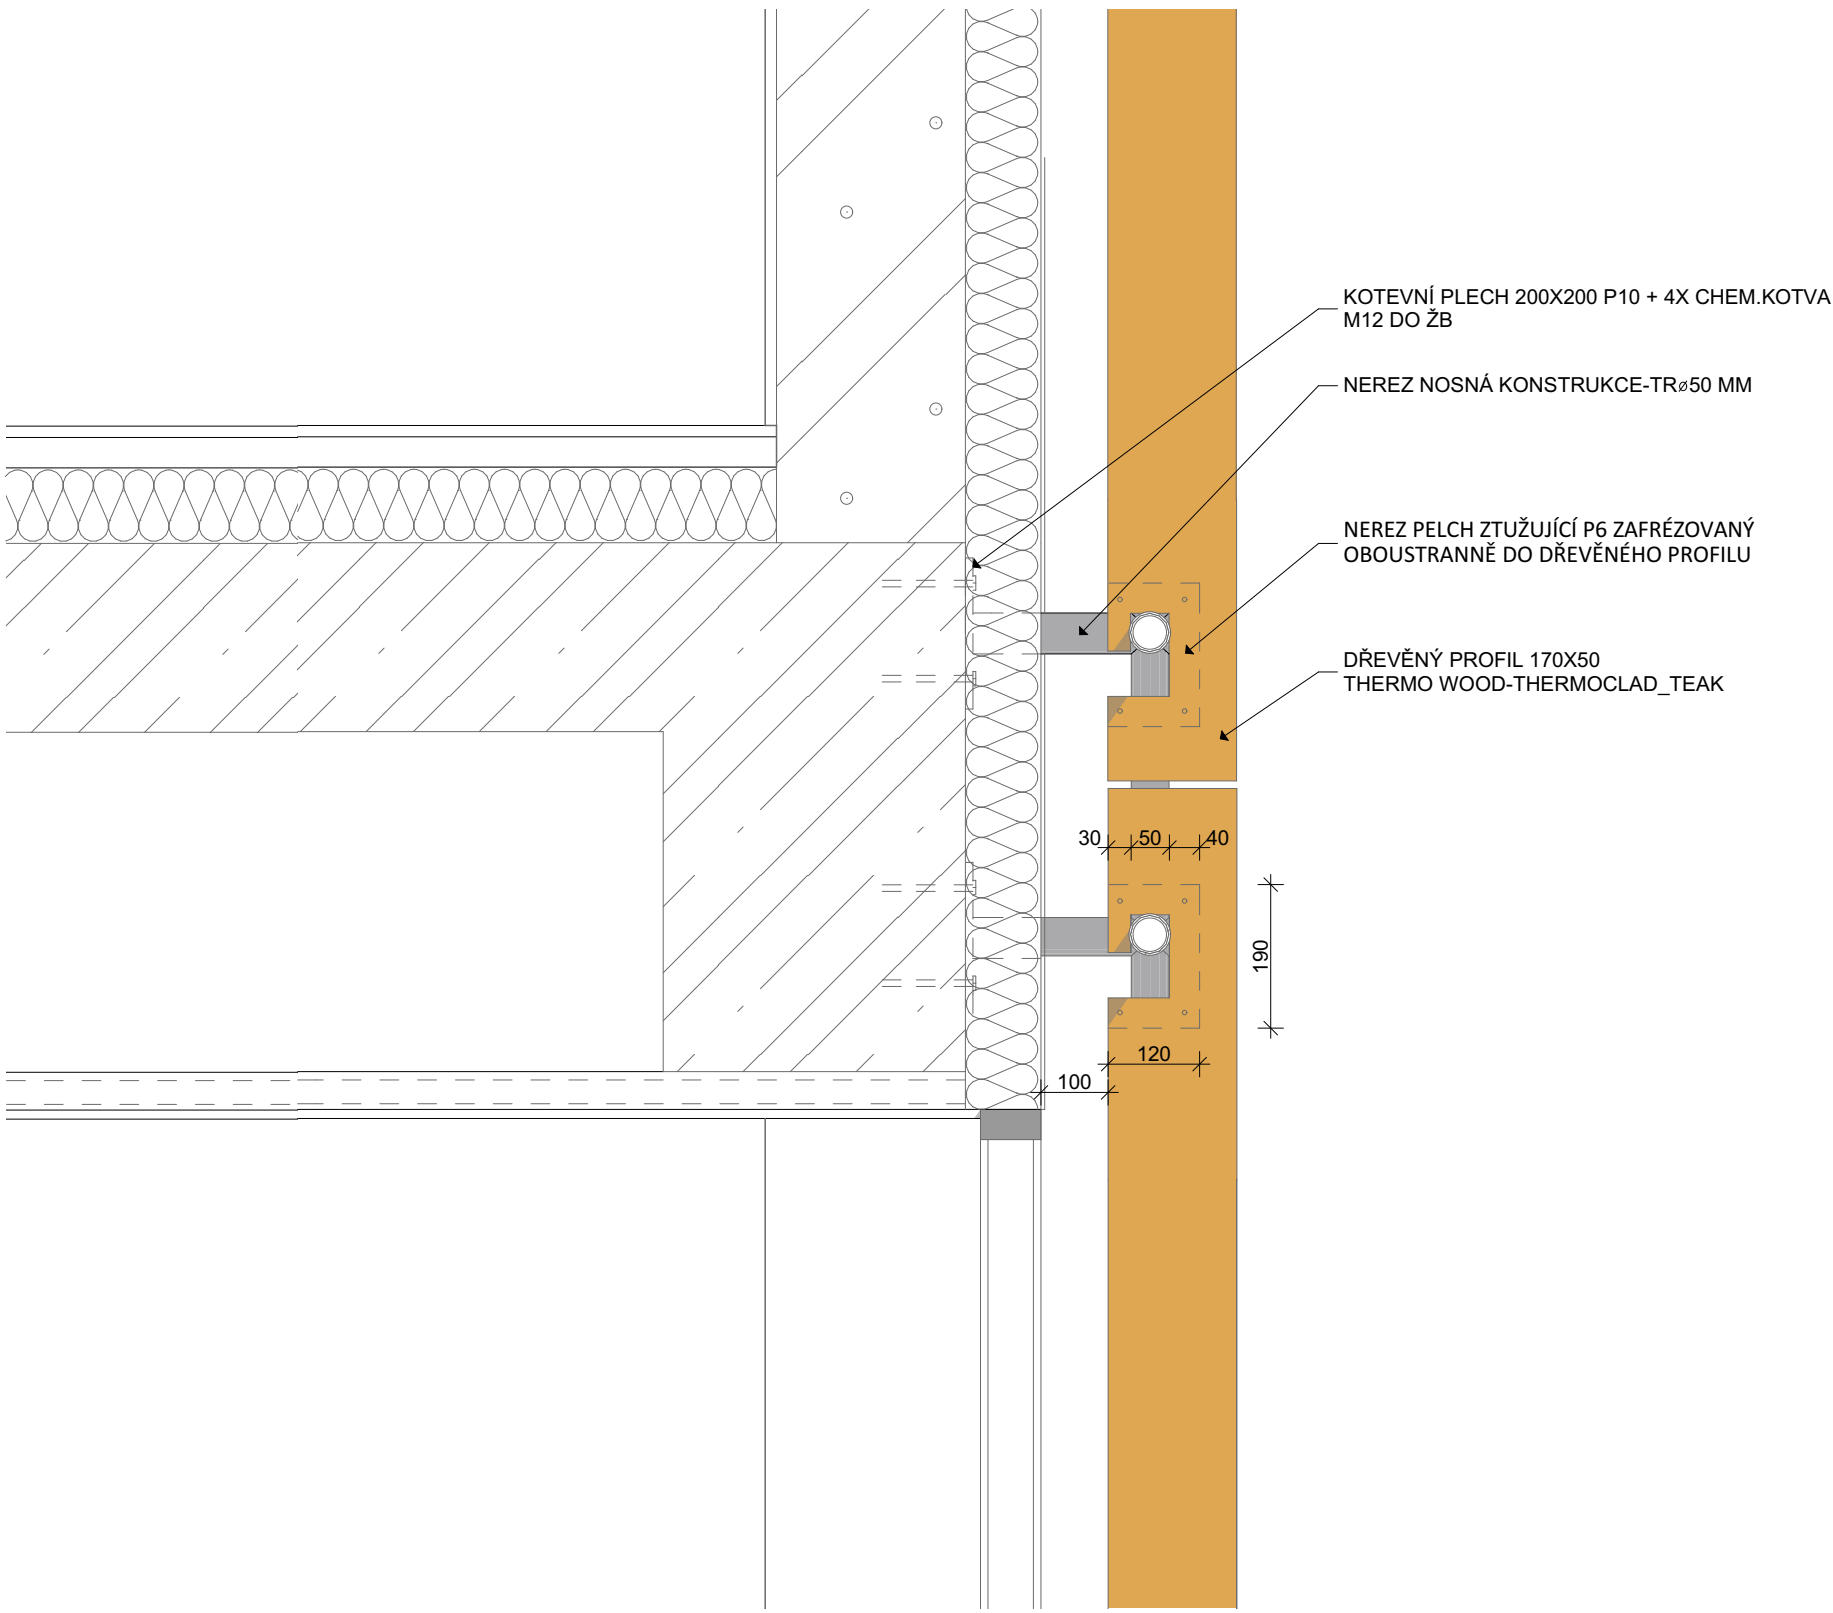 KOTEVNÍ PLECH 200X200 P10 + 4X CHEM.KOTVA
M12 DO ŽB
NEREZ NOSNÁ KONSTRUKCE-TRø50 MM
NEREZ PELCH ZTUŽUJÍCÍ P6 ZAFRÉZOVANÝ
OBOUSTRANNĚ DO DŘEVĚNÉHO PROFILU
DŘEVĚNÝ PROFIL 170X50
THERMO WOOD-THERMOCLAD_TEAK
30 50 40
190
120
100